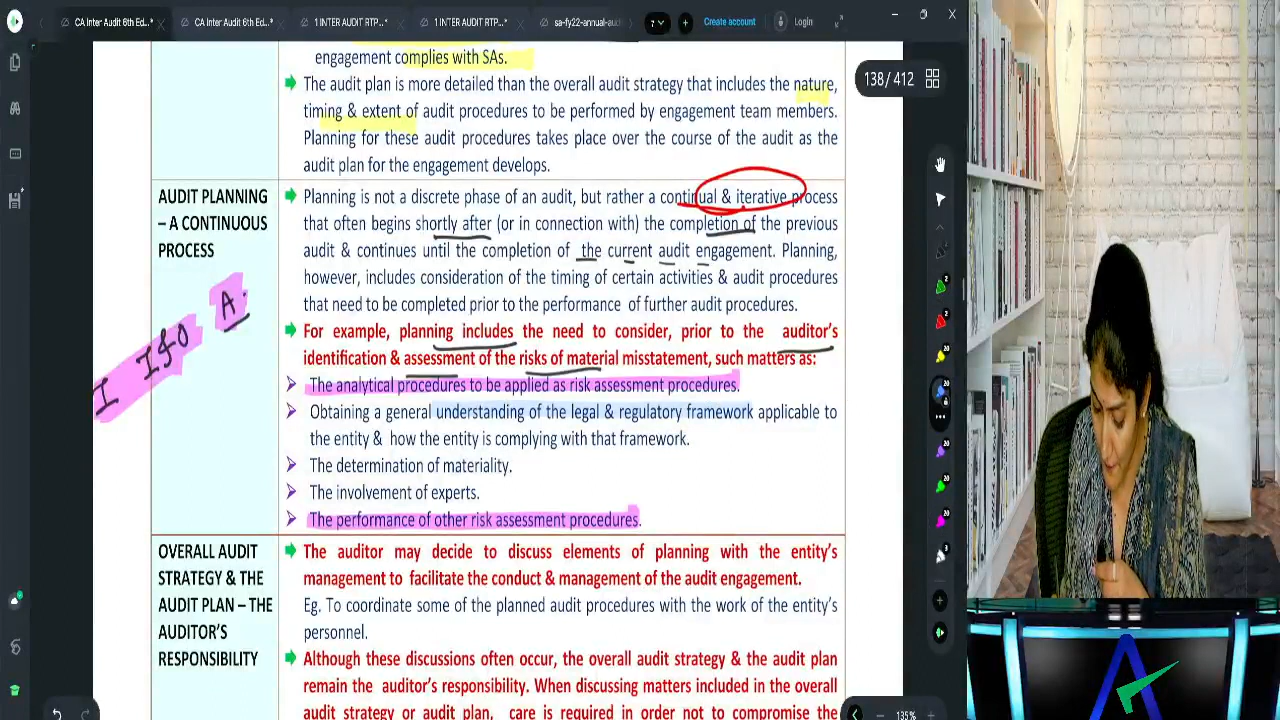 CA Inter Audit 6th Ed...
CA Inter Audit 6th Ed...*
1 INTER AUDIT RTP...*
1 INTER AUDIT RTP...*
sa-fy22-annual-aud
7
Create account
Login
138/ 412
engagement complies with SAs.
The audit plan is more detailed than the overall audit strategy that includes the nature,
timing & extent of audit procedures to be performed by engagement team members.
Planning for these audit procedures takes place over the course of the audit as the
audit plan for the engagement develops.
AUDIT PLANNING
– A CONTINUOUS
PROCESS
Planning is not a discrete phase of an audit, but rather a continual & iterative process
that often begins shortly after (or in connection with) the completion of the previous
audit & continues until the completion of the current audit engagement. Planning,
however, includes consideration of the timing of certain activities & audit procedures
that need to be completed prior to the performance of further audit procedures.
For example, planning includes the need to consider, prior to the auditor's
identification & assessment of the risks of material misstatement, such matters as:
The analytical procedures to be applied as risk assessment procedures.
Obtaining a general understanding of the legal & regulatory framework applicable to
the entity & how the entity is complying with that framework.
The determination of materiality.
The involvement of experts.
The performance of other risk assessment procedures.
OVERALL AUDIT
STRATEGY & THE
AUDIT PLAN – THE
AUDITOR'S
RESPONSIBILITY
The auditor may decide to discuss elements of planning with the entity's
management to facilitate the conduct & management of the audit engagement.
Eg. To coordinate some of the planned audit procedures with the work of the entity's
personnel.
Although these discussions often occur, the overall audit strategy & the audit plan
remain the auditor's responsibility. When discussing matters included in the overall
audit strategy or audit plan, care is required in order not to compromise the
135%